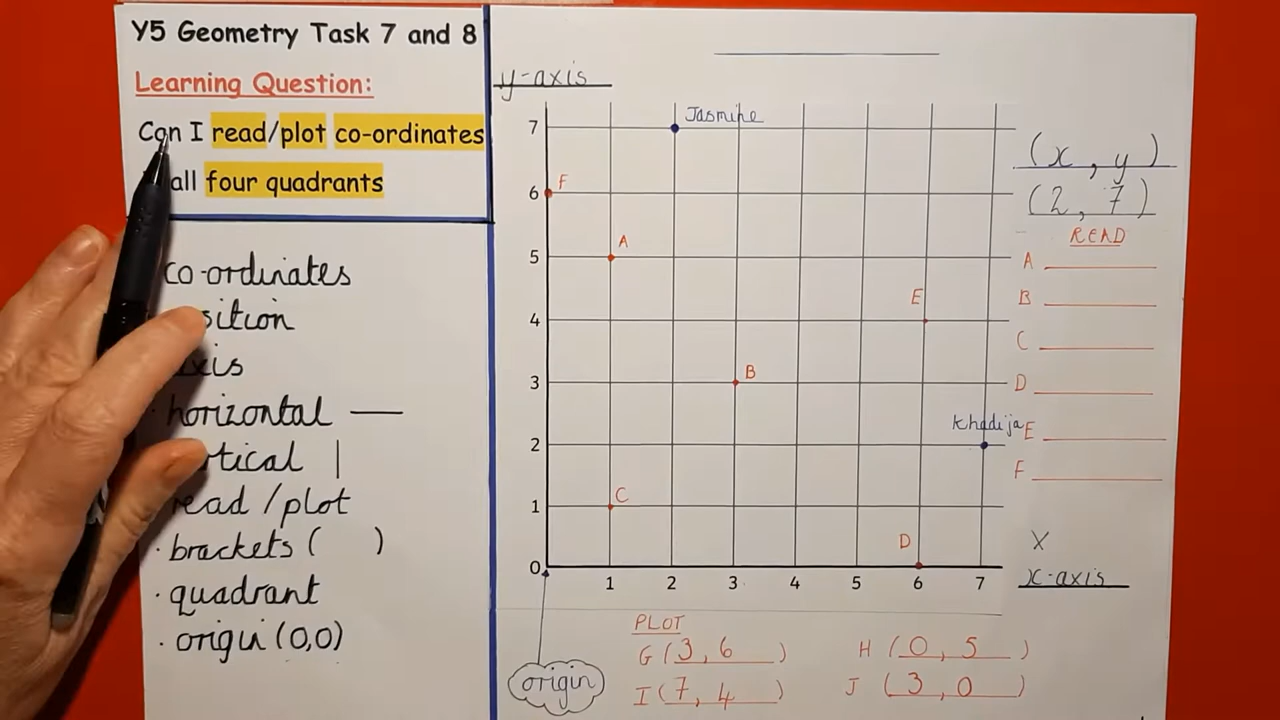 Y5 Geometry Task 7 and 8
Learning Question:
Can I read/plot co-ordinates
all four quadrants
co-ordinates
axis
· horizontal —
read / plot
· brackets ( )
· quadrant
· origin (0,0)
y-axis
7
6
5
4
3
2
1
0
1 2 3 4 5 6 7
Jasmine
F
A
E
B
Khadija
C
D
origin
(x, y)
(2, 7)
READ
A
B
C
D
E
F
X
x-axis
PLOT
G (3, 6) H (0, 5)
I (7, 4) J (3, 0)